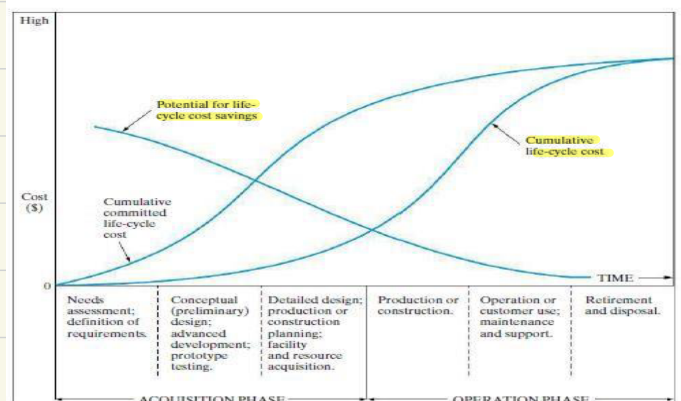 High
Potential for life-
cycle cost savings
Cumulative
life-cycle cost
Cost
($)
Cumulative
committed
life-cycle
cost
TIME
0
Needs
assessment;
definition of
requirements.
Conceptual
(preliminary)
design;
advanced
development;
prototype
testing.
Detailed design;
production or
construction
planning;
facility
and resource
acquisition.
Production or
construction.
Operation or
customer use;
maintenance
and support.
Retirement
and disposal.
ACQUISITION PHASE
OPERATION PHASE